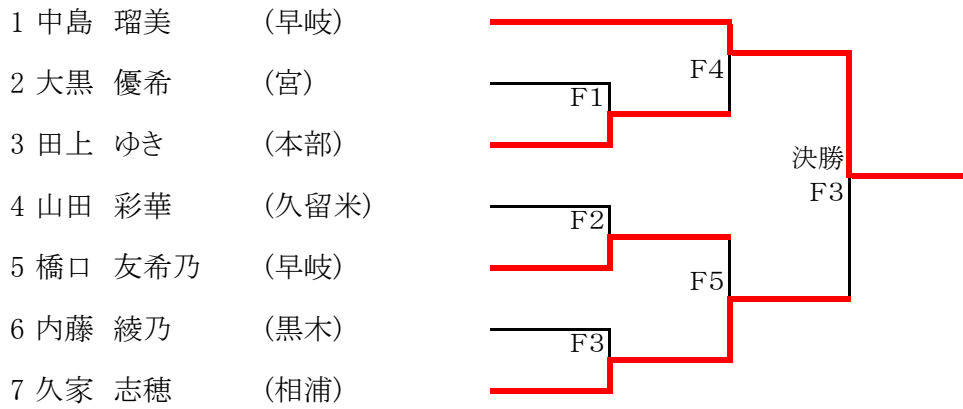 1 中島 瑠美 (早岐)
F4
2 大黒 優希 (宮)
F1
3 田上 ゆき (本部)
決勝
F3
4 山田 彩華 (久留米)
F2
5 橋口 友希乃 (早岐)
F5
6 内藤 綾乃 (黒木)
F3
7 久家 志穂 (相浦)